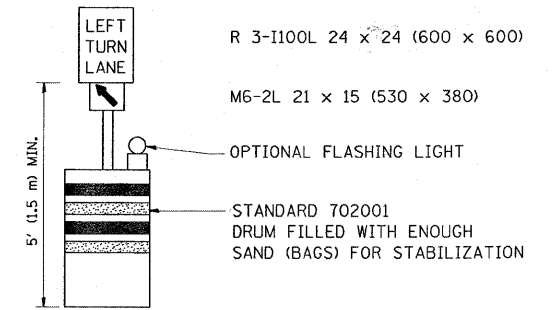 LEFT
TURN
LANE
R 3-I100L 24 x 24 (600 x 600)
M6-2L 21 x 15 (530 x 380)
OPTIONAL FLASHING LIGHT
5' (1.5 m) MIN.
STANDARD 702001
DRUM FILLED WITH ENOUGH
SAND (BAGS) FOR STABILIZATION